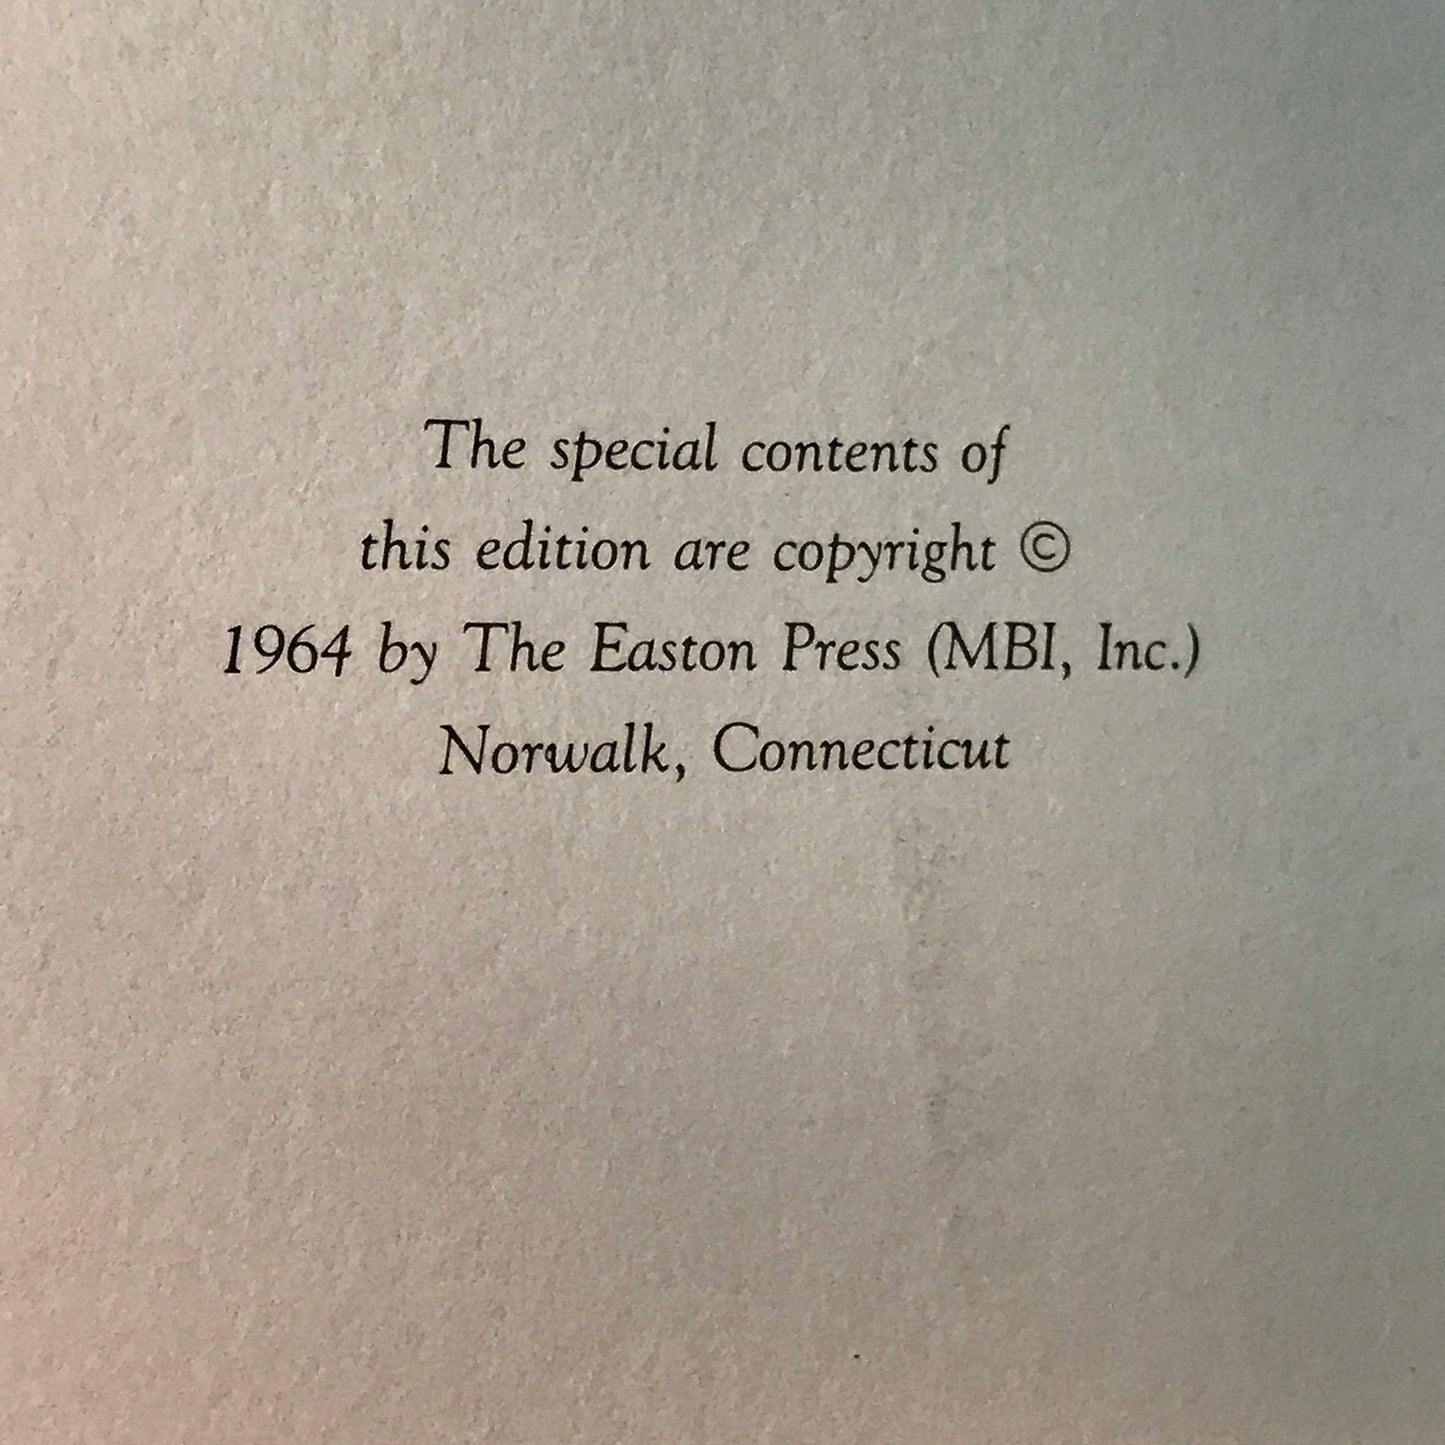 The special contents of
this edition are copyright ©
1964 by The Easton Press (MBI, Inc.)
Norwalk, Connecticut